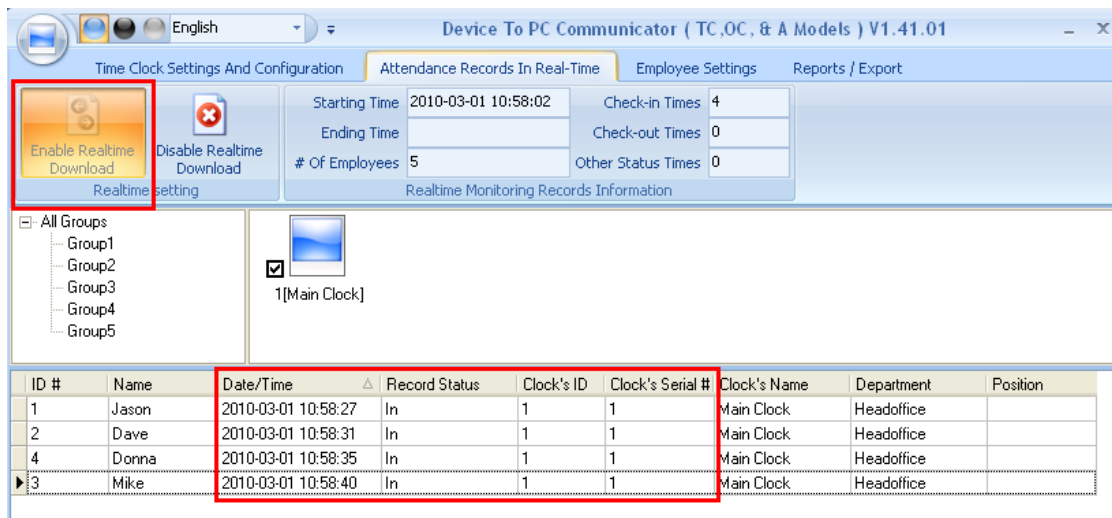 English Device To PC Communicator ( TC,OC, & A Models ) V1.41.01
Time Clock Settings And Configuration Attendance Records In Real-Time Employee Settings Reports / Export
Enable Realtime Download
Disable Realtime Download
Realtime setting
Starting Time 2010-03-01 10:58:02 Check-in Times 4
Ending Time Check-out Times 0
# Of Employees 5 Other Status Times 0
Realtime Monitoring Records Information
All Groups
Group1
Group2
Group3
Group4
Group5
1[Main Clock]
ID # Name Date/Time Record Status Clock's ID Clock's Serial # Clock's Name Department Position
1 Jason 2010-03-01 10:58:27 In 1 1 Main Clock Headoffice
2 Dave 2010-03-01 10:58:31 In 1 1 Main Clock Headoffice
4 Donna 2010-03-01 10:58:35 In 1 1 Main Clock Headoffice
3 Mike 2010-03-01 10:58:40 In 1 1 Main Clock Headoffice